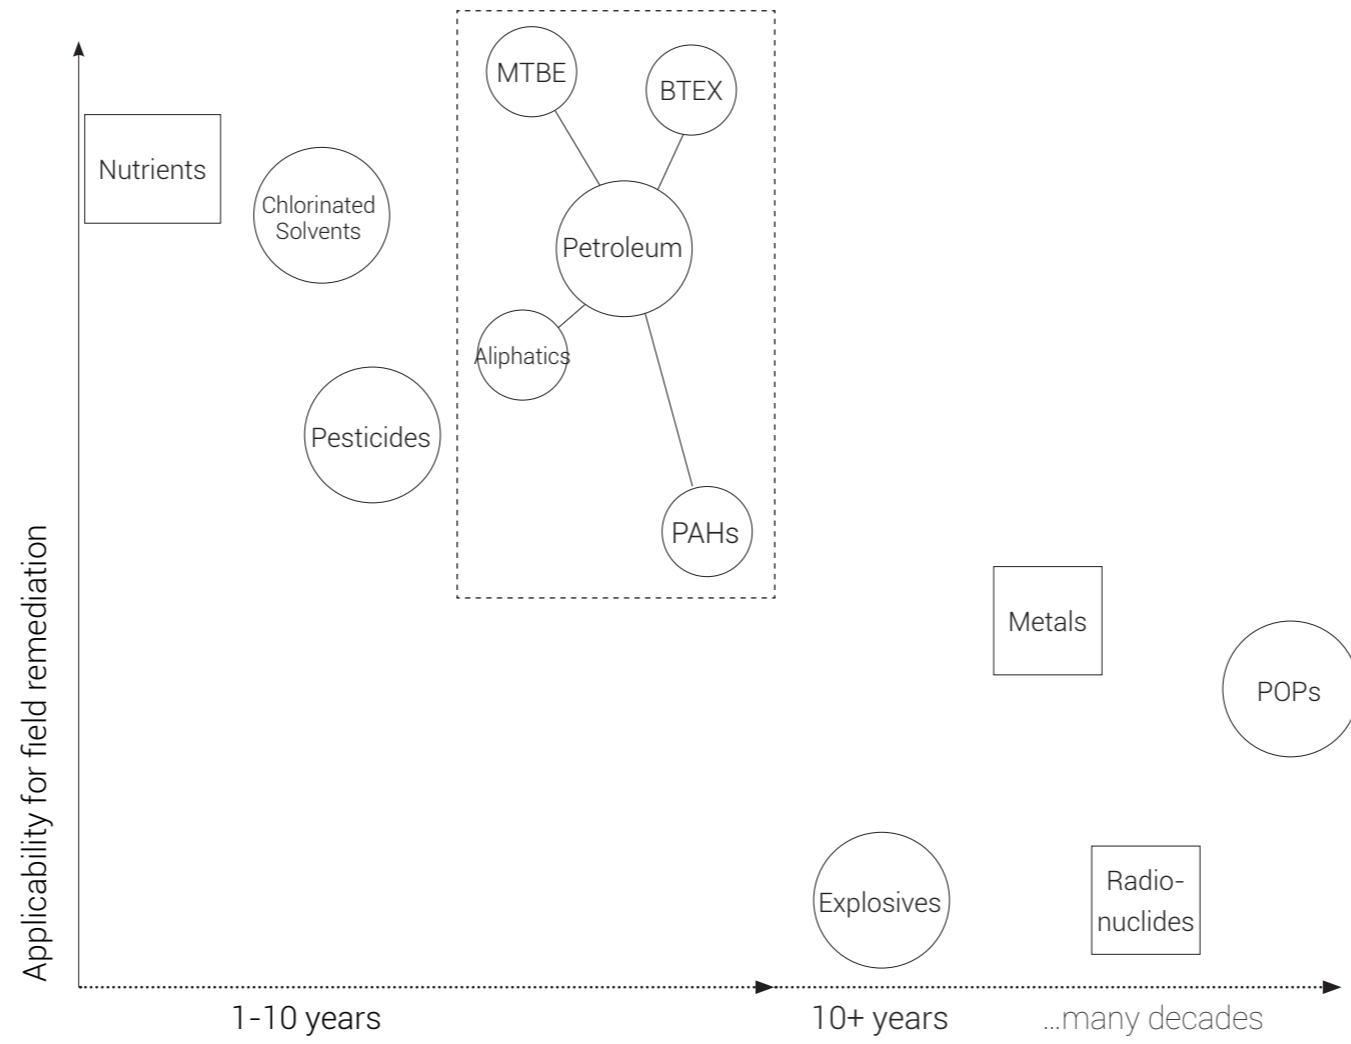 MTBE
BTEX
Nutrients
Chlorinated
Solvents
Petroleum
Aliphatics
Pesticides
PAHs
Metals
POPs
Radio-
nuclides
Explosives
Applicability for field remediation
1-10 years
10+ years
...many decades